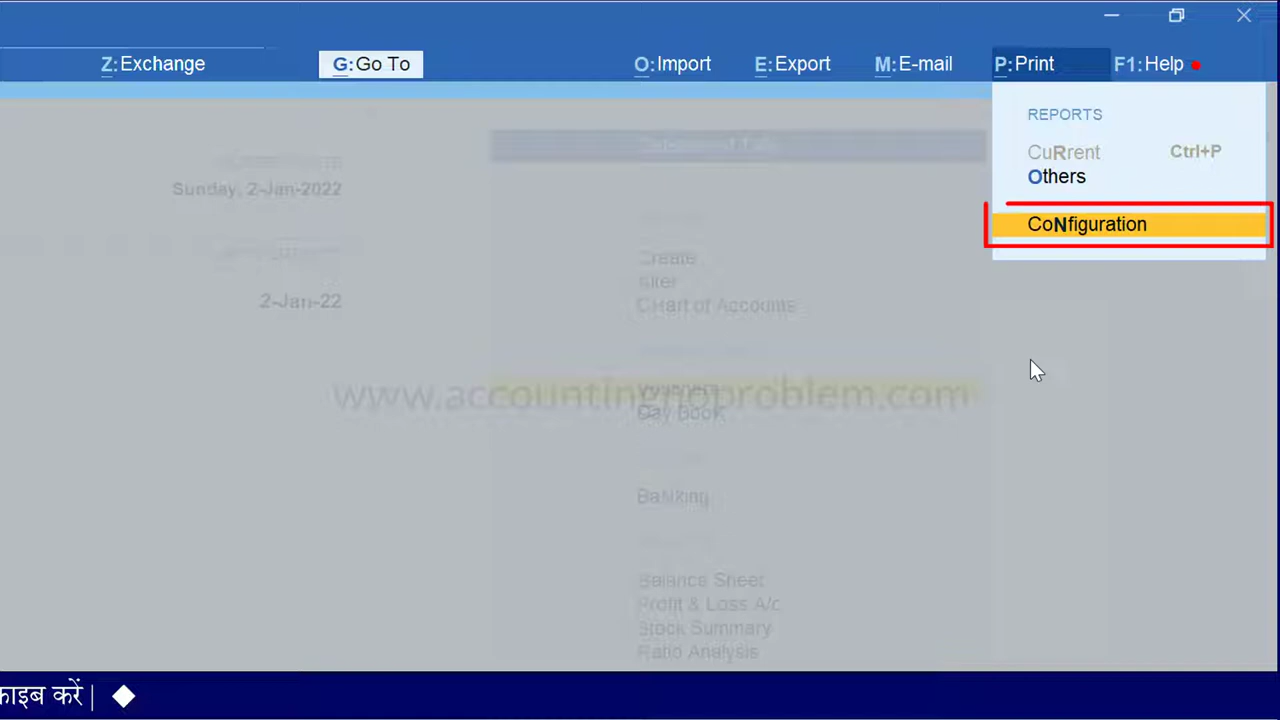 Z:Exchange G:Go To O:Import E:Export M:E-mail P:Print F1:Help
REPORTS
CuRrent Ctrl+P
Others
CoNfiguration
Sunday, 2-Jan-2022
2-Jan-22
Create
Alter
CHart of Accounts
Vouchers
Day Book
www.accountingnoproblem.com
BaNking
Balance Sheet
Profit & Loss A/c
Stock Summary
Ratio Analysis
करें|